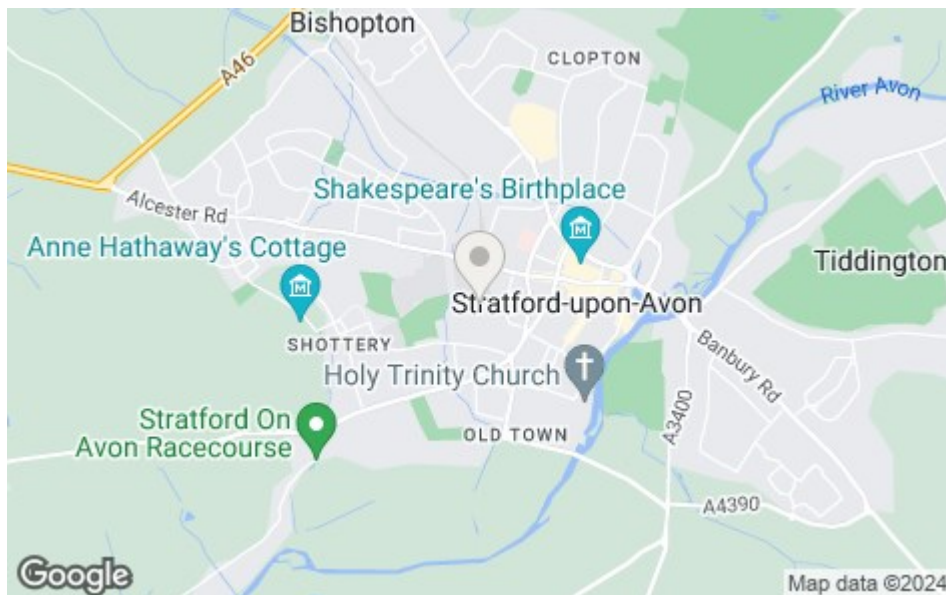 Bishopton
A46
CLOPTON
River Avon
Shakespeare's Birthplace
Alcester Rd
Anne Hathaway's Cottage
Tiddington
Stratford-upon-Avon
SHOTTERY
Banbury Rd
Holy Trinity Church
Stratford On
Avon Racecourse
A3400
OLD TOWN
A4390
Google
Map data ©2024